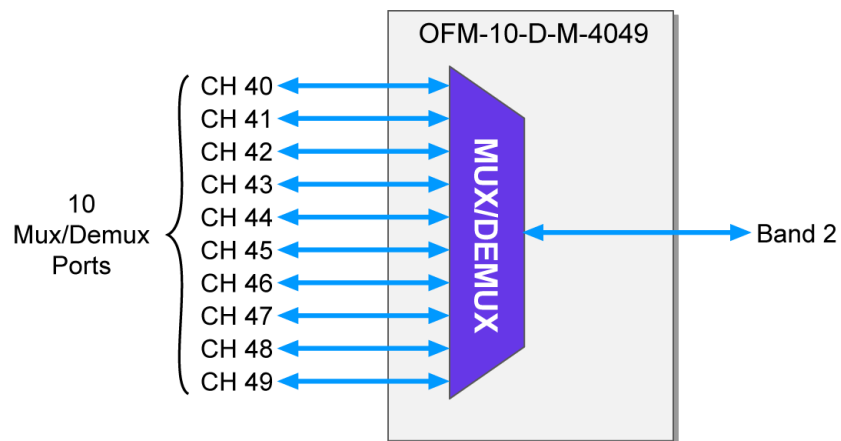 OFM-10-D-M-4049
CH 40
CH 41
CH 42
CH 43
CH 44
CH 45
CH 46
CH 47
CH 48
CH 49
10
Mux/Demux
Ports
MUX/DEMUX
Band 2